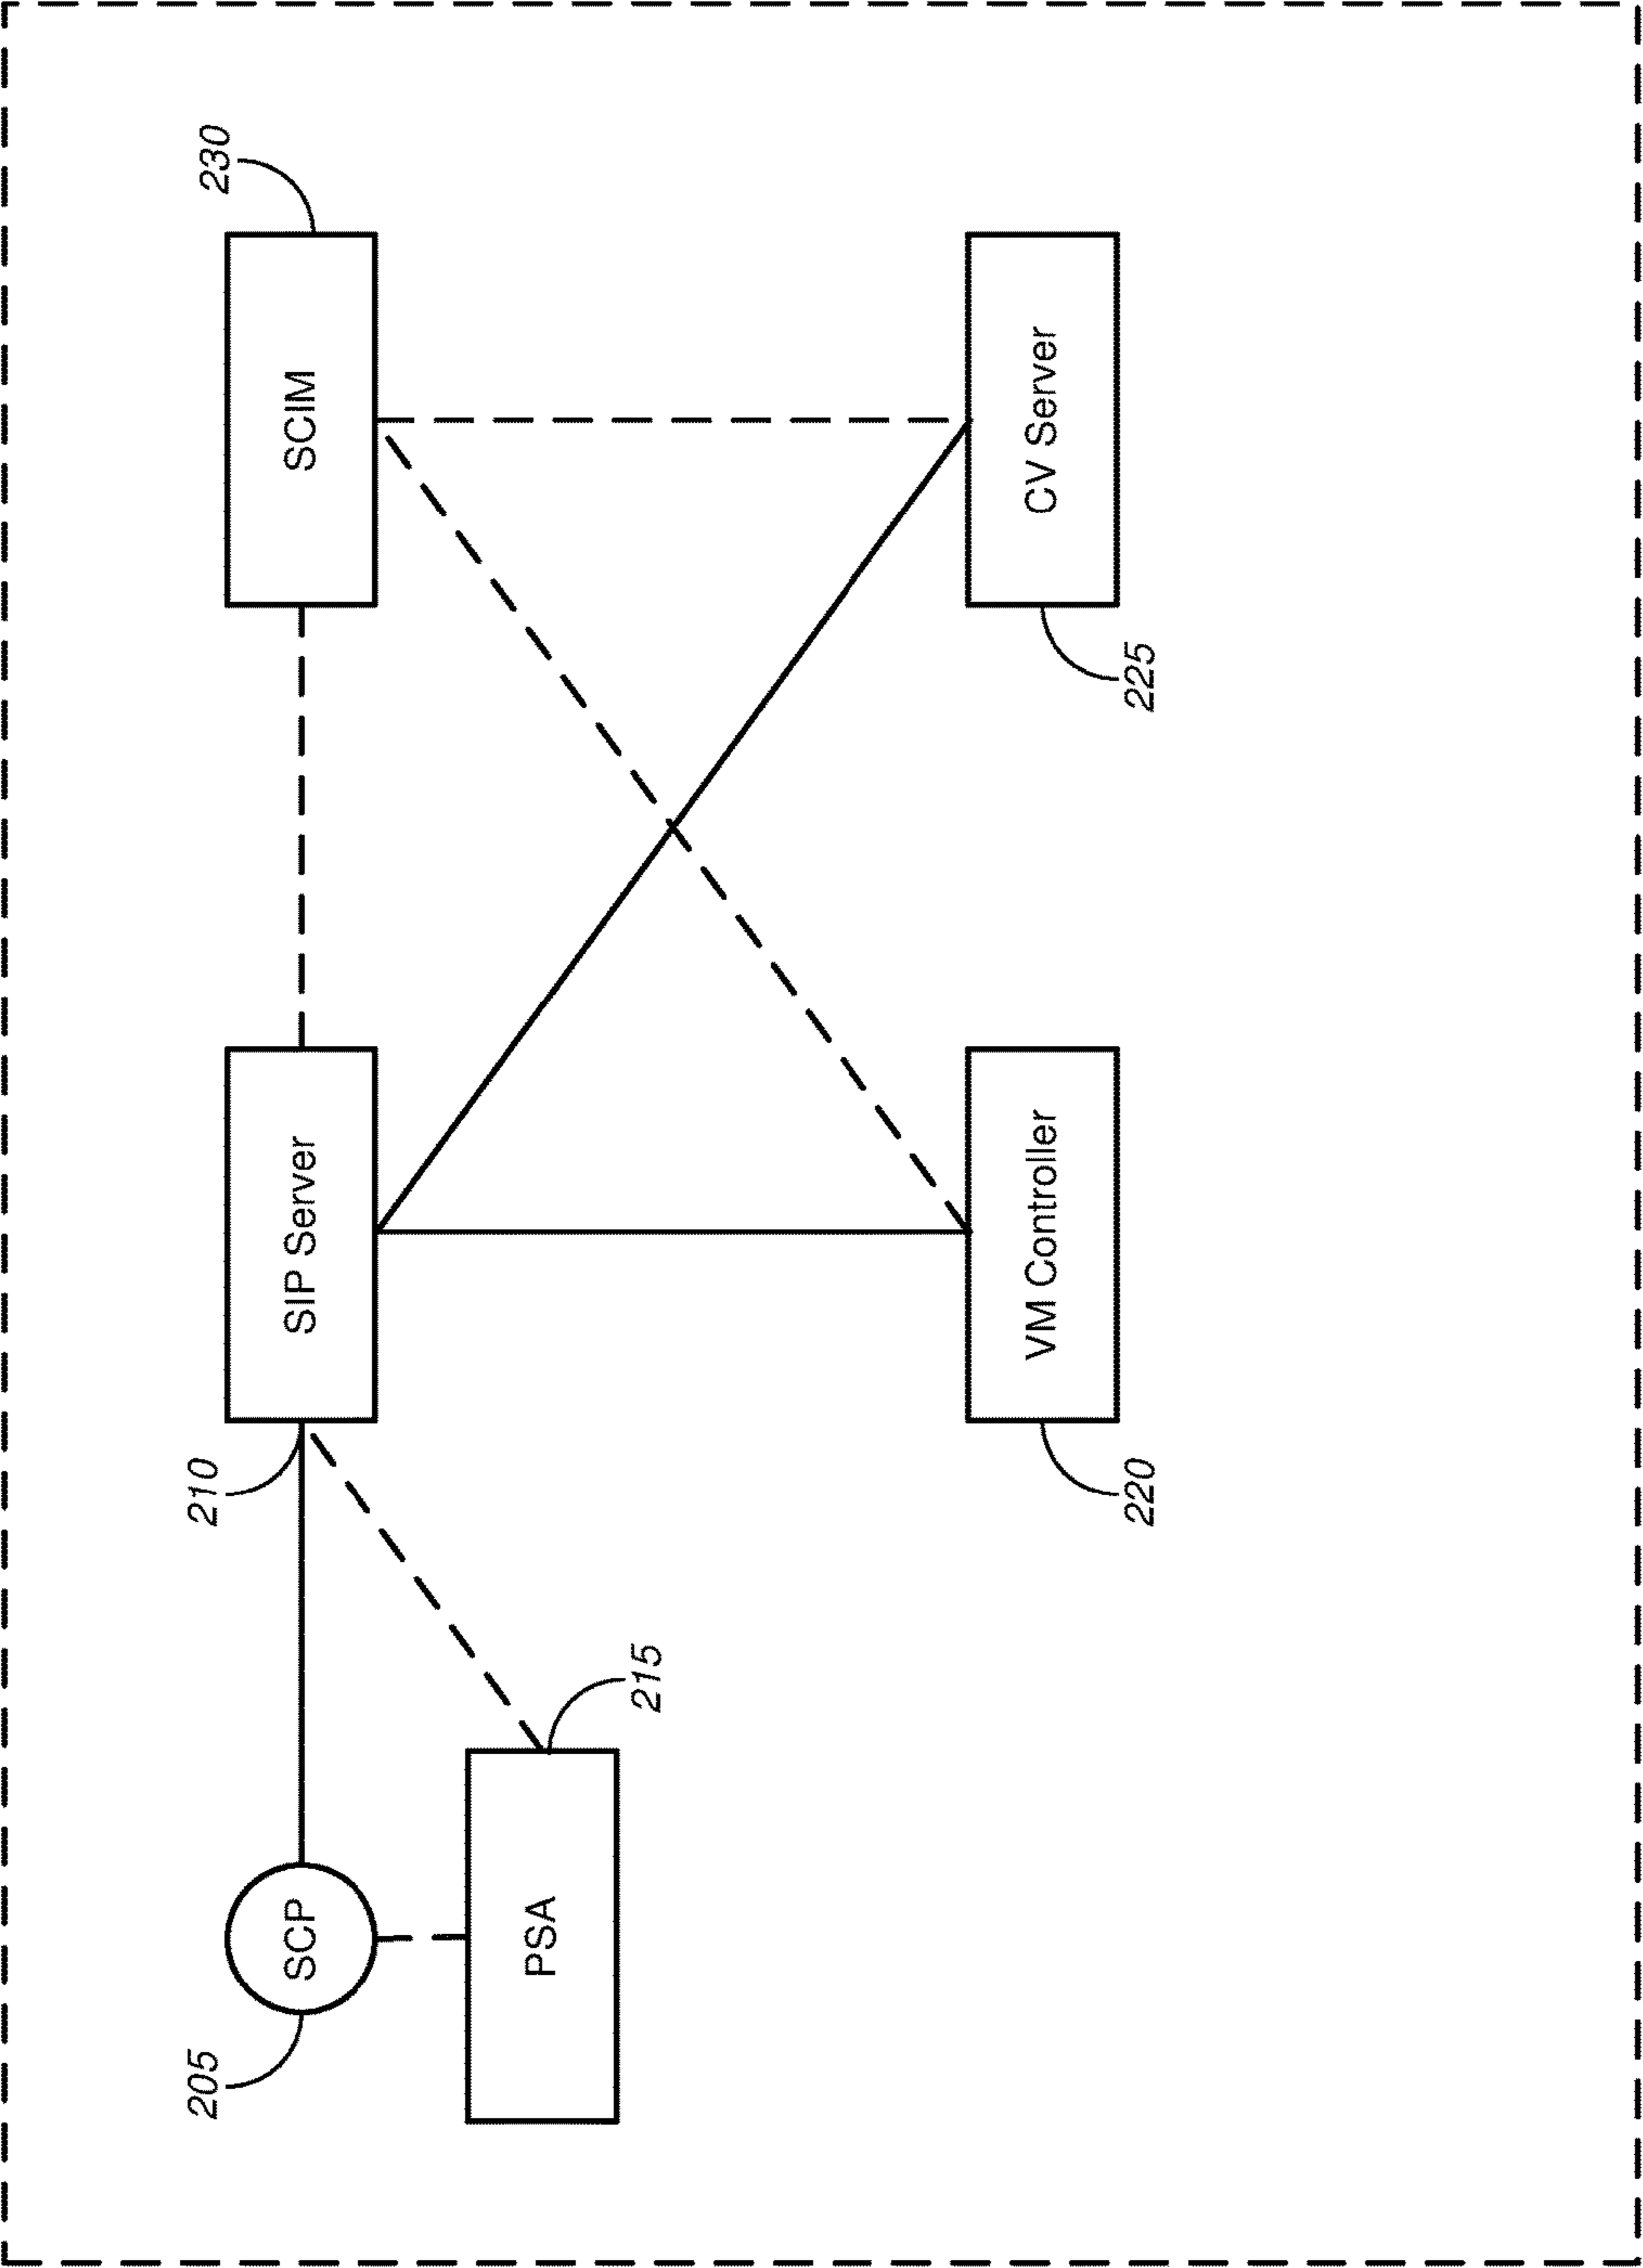 205
210
230
SCP
SIP Server
SCIM
PSA
215
VM Controller
CV Server
220
225